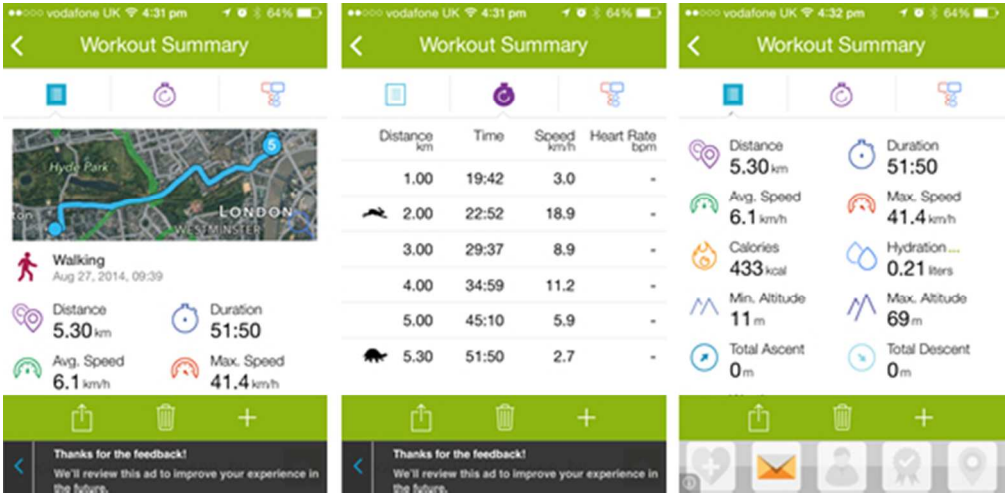 vodafone UK 4:31 pm 64%
Workout Summary
Hyde Park
5
LONDON
WESTMINSTER
Walking
Aug 27, 2014, 09:39
Distance
5.30 km
Duration
51:50
Avg. Speed
6.1 km/h
Max. Speed
41.4 km/h
Thanks for the feedback!
We'll review this ad to improve your experience in
the future.
vodafone UK 4:31 pm 64%
Workout Summary
Distance km Time Speed km/h Heart Rate bpm
1.00 19:42 3.0 -
2.00 22:52 18.9 -
3.00 29:37 8.9 -
4.00 34:59 11.2 -
5.00 45:10 5.9 -
5.30 51:50 2.7 -
Thanks for the feedback!
We'll review this ad to improve your experience in
the future.
vodafone UK 4:32 pm 64%
Workout Summary
Distance
5.30 km
Duration
51:50
Avg. Speed
6.1 km/h
Max. Speed
41.4 km/h
Calories
433 kcal
Hydration...
0.21 liters
Min. Altitude
11 m
Max. Altitude
69 m
Total Ascent
0 m
Total Descent
0 m